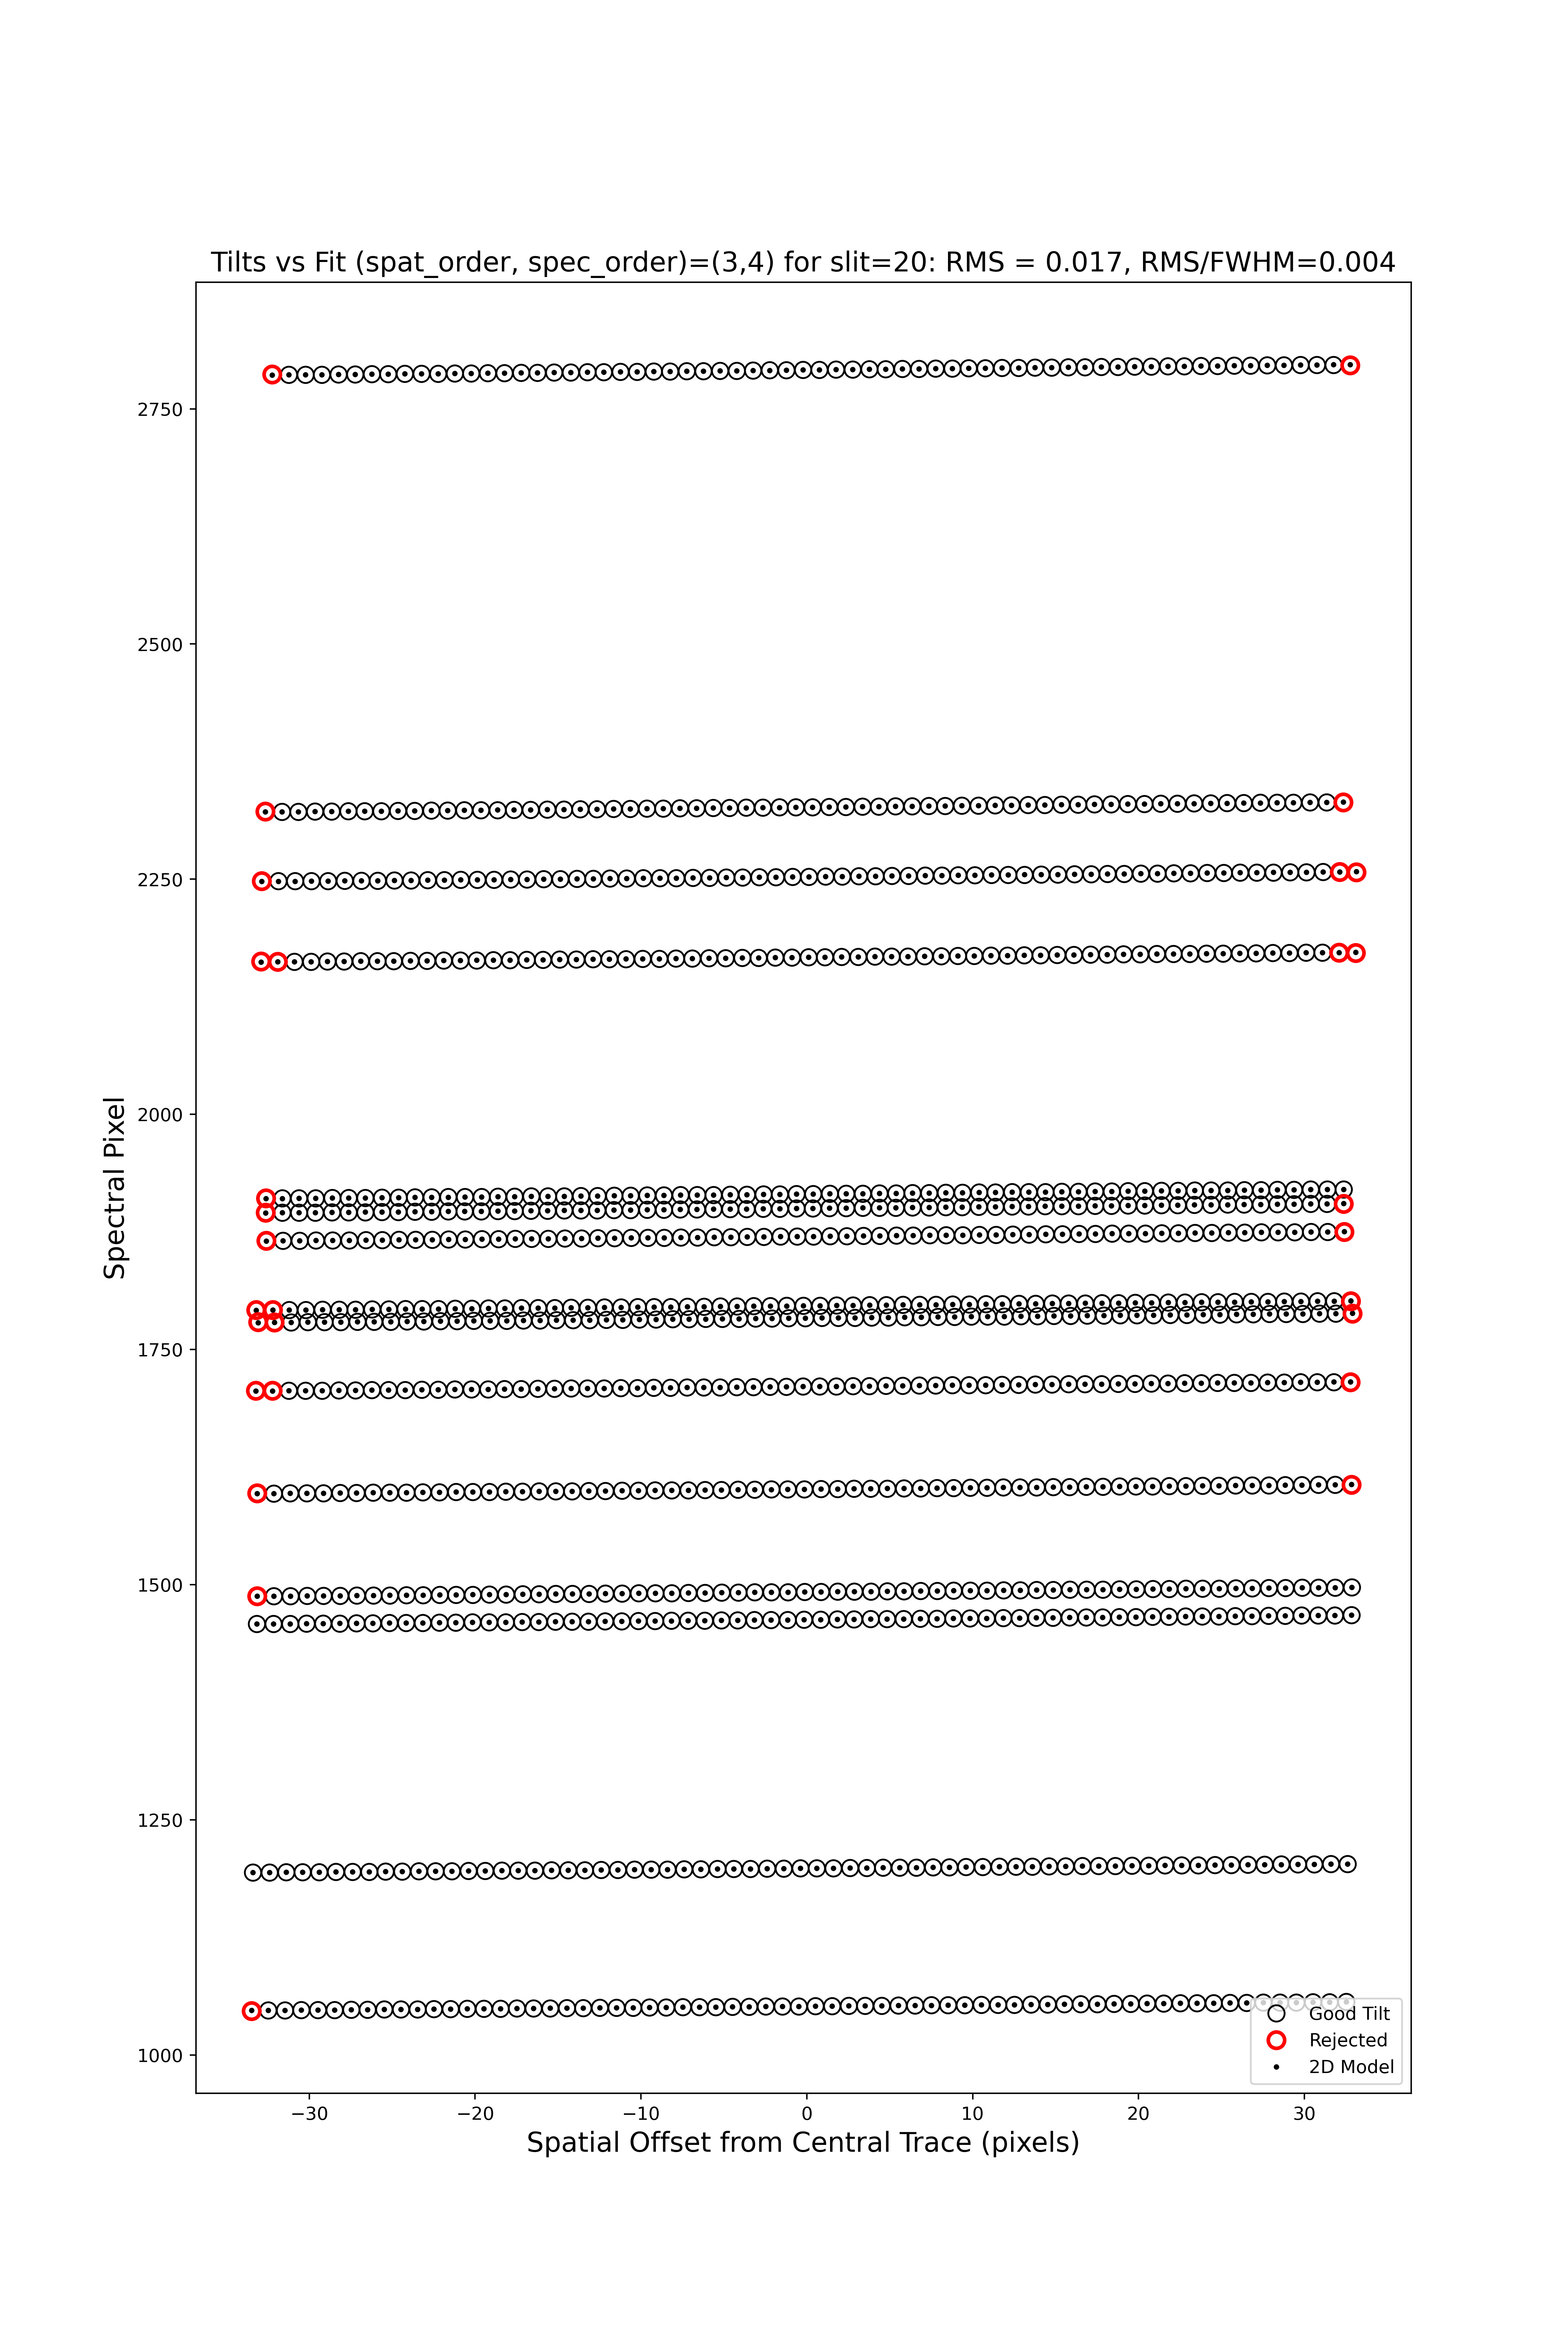 Tilts vs Fit (spat_order, spec_order)=(3,4) for slit=20: RMS = 0.017, RMS/FWHM=0.004
2750
2500
2250
2000
1750
1500
1250
1000
Spectral Pixel
Good Tilt
Rejected
2D Model
−30 −20 −10 0 10 20 30
Spatial Offset from Central Trace (pixels)